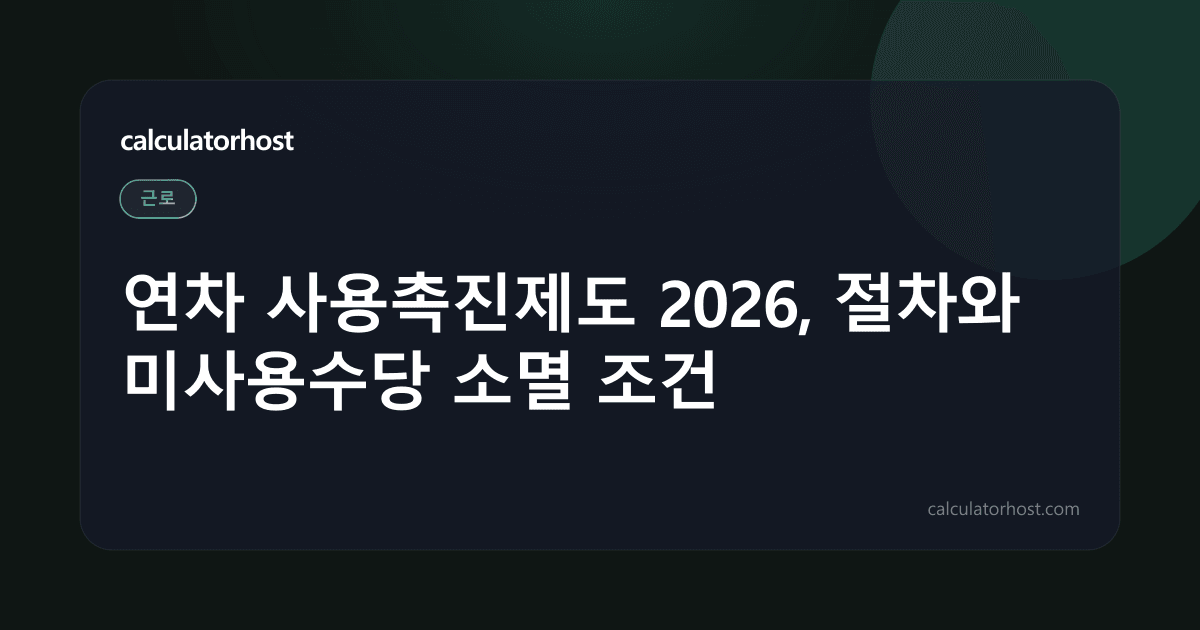 calculatorhost
근로
연차 사용촉진제도 2026, 절차와
미사용수당 소멸 조건
calculatorhost.com